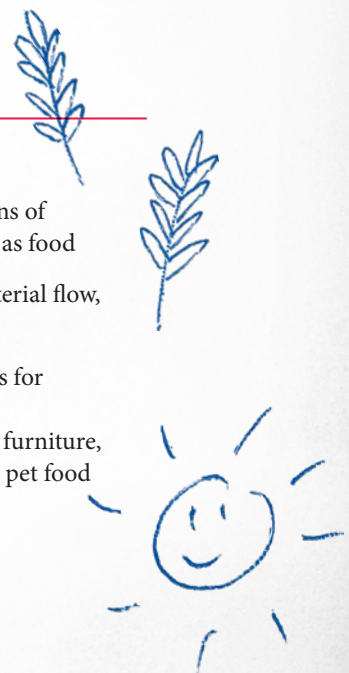 ns of
as food
terial flow,
s for
furniture,
pet food